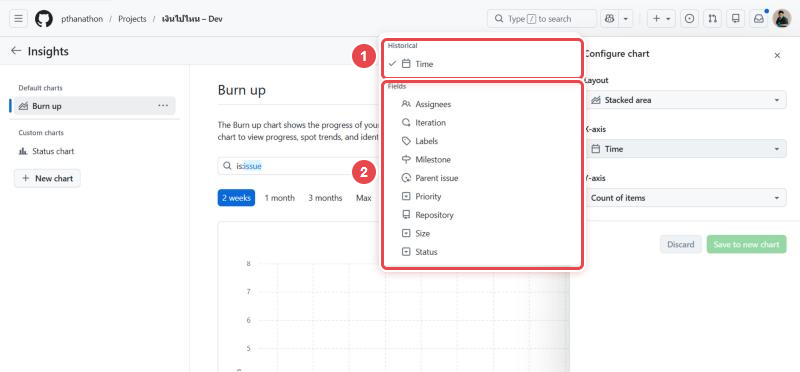 pthanathon / Projects / เงินไปไหน – Dev
Type / to search
Insights
Default charts
Burn up
Custom charts
Status chart
New chart
Burn up
The Burn up chart shows the progress of your
chart to view progress, spot trends, and ident
is:issue
2 weeks 1 month 3 months Max
8
7
6
5
1
Historical
Time
2
Fields
Assignees
Iteration
Labels
Milestone
Parent issue
Priority
Repository
Size
Status
Configure chart
Layout
Stacked area
X-axis
Time
Y-axis
Count of items
Discard Save to new chart